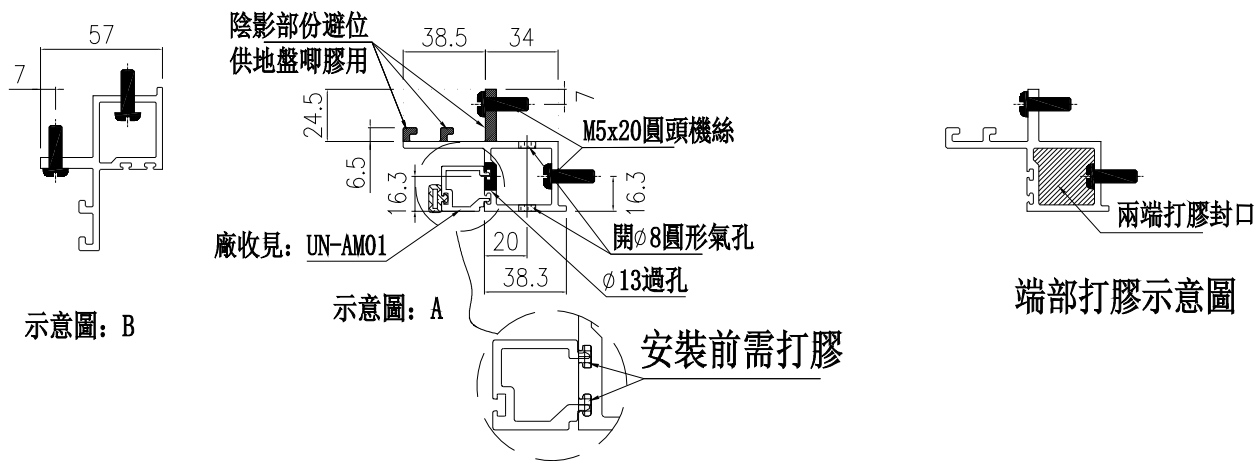 57
7
示意圖: B
陰影部份避位
供地盤唧膠用
38.5
34
24.5
7
6.5
16.3
M5x20圓頭機絲
16.3
廠收見: UN-AM01
20
開∅8圓形氣孔
38.3
∅13過孔
示意圖: A
安裝前需打膠
兩端打膠封口
端部打膠示意圖